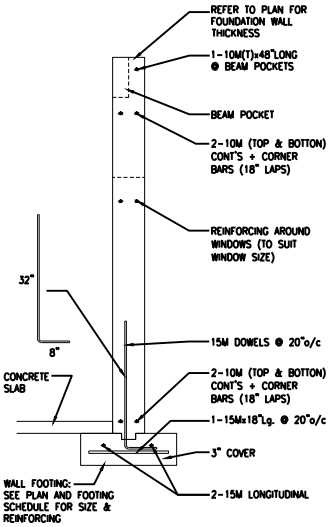 REFER TO PLAN FOR
FOUNDATION WALL
THICKNESS
1-10M(T)x48"LONG
@ BEAM POCKETS
BEAM POCKET
2-10M (TOP & BOTTON)
CONT'S + CORNER
BARS (18" LAPS)
REINFORCING AROUND
WINDOWS (TO SUIT
WINDOW SIZE)
32"
8"
15M DOWELS @ 20"o/c
CONCRETE
SLAB
2-10M (TOP & BOTTON)
CONT'S + CORNER
BARS (18" LAPS)
1-15Mx18"Lg. @ 20"o/c
3" COVER
WALL FOOTING:
SEE PLAN AND FOOTING
SCHEDULE FOR SIZE &
REINFORCING
2-15M LONGITUDINAL